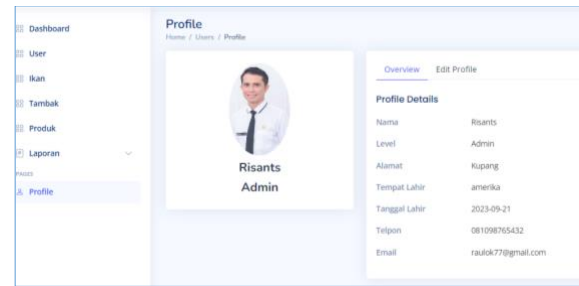 Dashboard
User
Ikan
Tambak
Produk
Laporan
PAGES
Profile
Profile
Home / Users / Profile
Risants
Admin
Overview Edit Profile
Profile Details
Nama Risants
Level Admin
Alamat Kupang
Tempat Lahir amerika
Tanggal Lahir 2023-09-21
Telpon 081098765432
Email raulok77@gmail.com